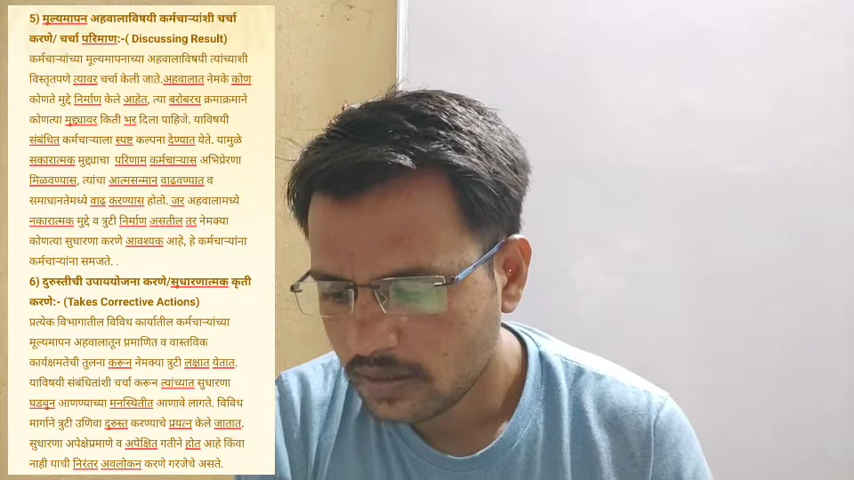 5) मूल्यमापन अहवालाविषयी कर्मचाऱ्यांशी चर्चा
करणे/ चर्चा परिमाण:-( Discussing Result)
कर्मचाऱ्यांच्या मूल्यमापनाच्या अहवालाविषयी त्यांच्याशी
विस्तृतपणे त्यावर चर्चा केली जाते.अहवालात नेमके कोण
कोणते मुद्दे निर्माण केले आहेत, त्या बरोबरच क्रमाक्रमाने
कोणत्या मुद्द्यावर किती भर दिला पाहिजे. याविषयी
संबंधित कर्मचाऱ्याला स्पष्ट कल्पना देण्यात येते. यामुळे
सकारात्मक मुद्द्याचा परिणाम कर्मचाऱ्यास अभिप्रेरणा
मिळवण्यास, त्यांचा आत्मसन्मान वाढवण्यात व
समाधानतेमध्ये वाढ करण्यास होतो. जर अहवालामध्ये
नकारात्मक मुद्दे व त्रुटी निर्माण असतील तर नेमक्या
कोणत्या सुधारणा करणे आवश्यक आहे, हे कर्मचाऱ्यांना
कर्मचाऱ्यांना समजते. .
6) दुरुस्तीची उपाययोजना करणे/सुधारणात्मक कृती
करणे:- (Takes Corrective Actions)
प्रत्येक विभागातील विविध कार्यातील कर्मचाऱ्यांच्या
मूल्यमापन अहवालातून प्रमाणित व वास्तविक
कार्यक्षमतेची तुलना करून नेमक्या त्रुटी लक्षात येतात.
याविषयी संबंधितांशी चर्चा करून त्यांच्यात सुधारणा
घडवून आणण्याच्या मनस्थितीत आणावे लागते. विविध
मार्गाने त्रुटी उणिवा दुरुस्त करण्याचे प्रयत्न केले जातात.
सुधारणा अपेक्षेप्रमाणे व अपेक्षित गतीने होत आहे किंवा
नाही याची निरंतर अवलोकन करणे गरजेचे असते.